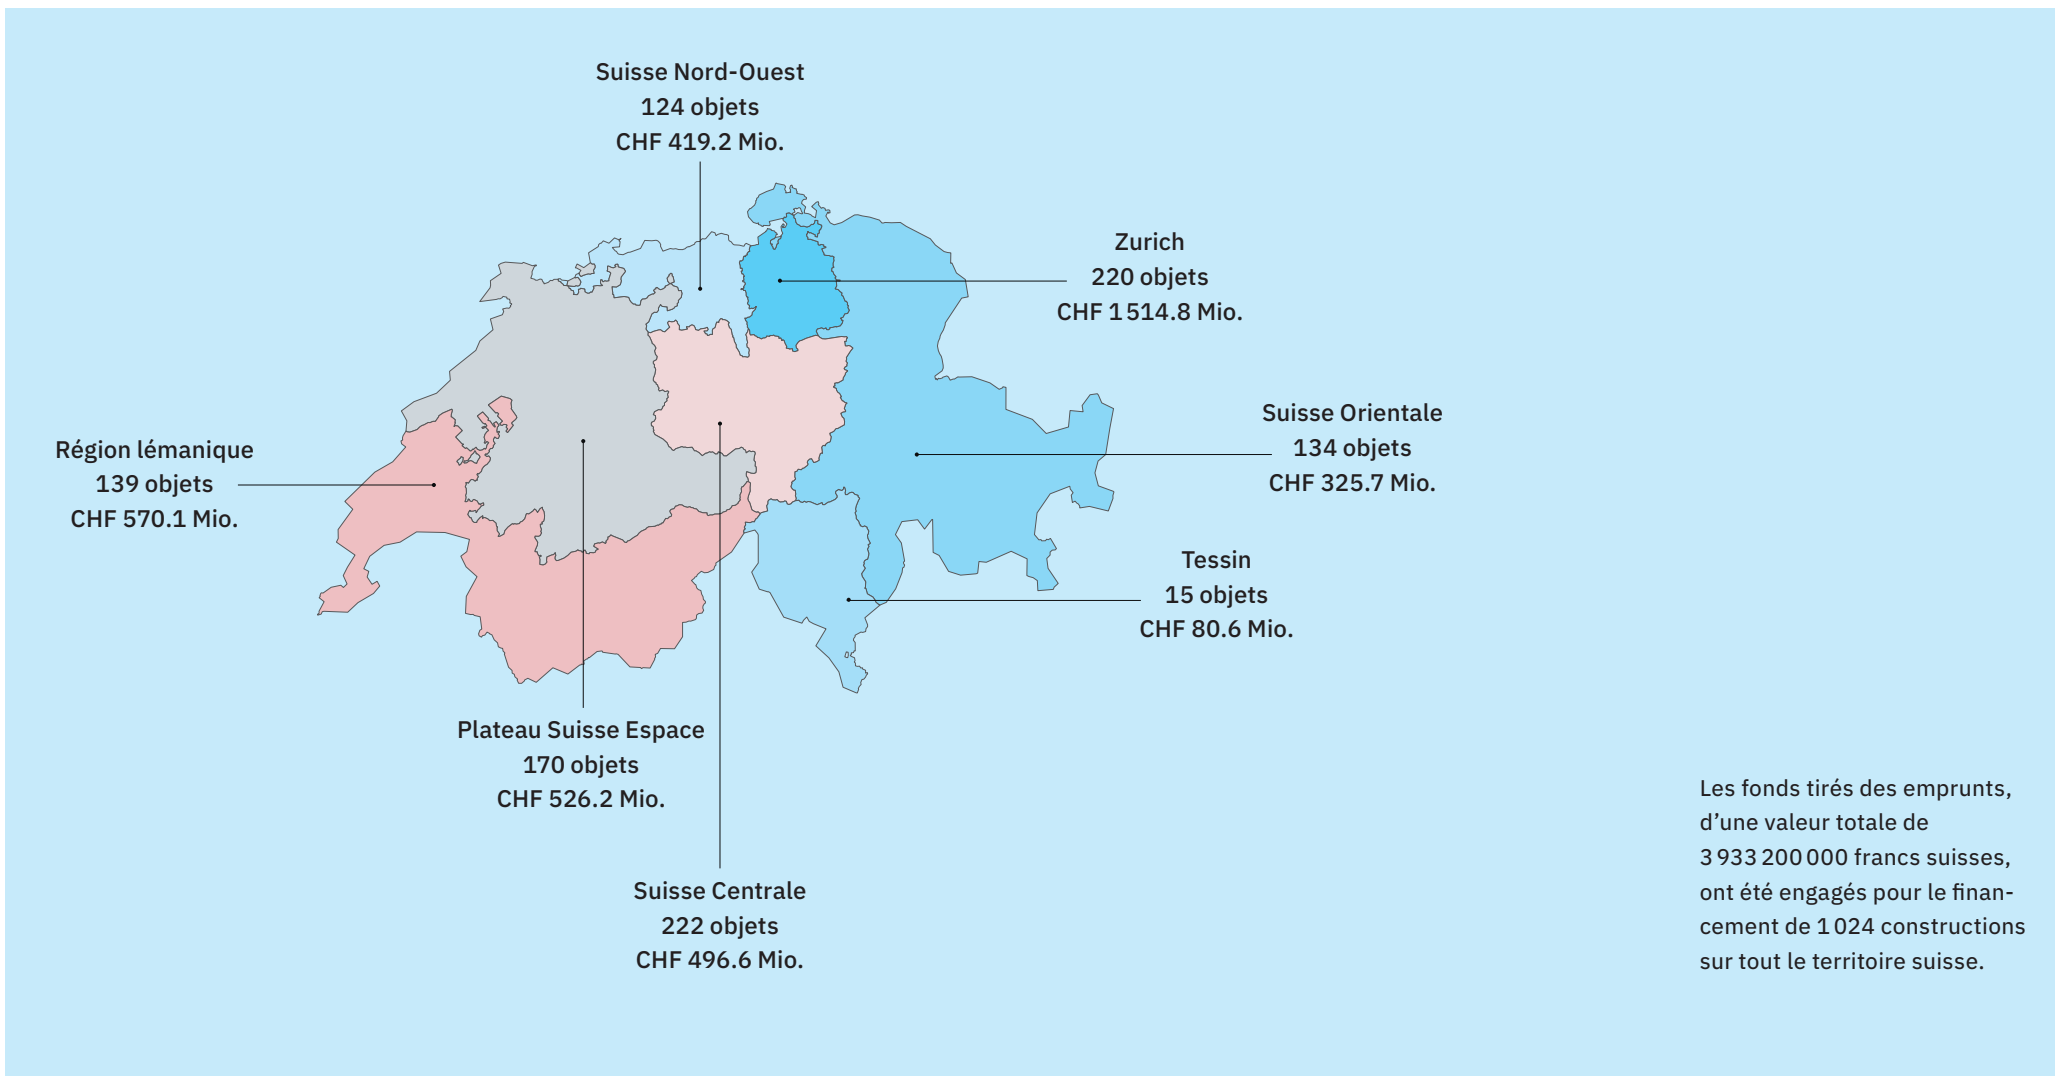 Suisse Nord-Ouest
124 objets
CHF 419.2 Mio.
Zurich
220 objets
CHF 1 514.8 Mio.
Suisse Orientale
134 objets
CHF 325.7 Mio.
Région lémanique
139 objets
CHF 570.1 Mio.
Tessin
15 objets
CHF 80.6 Mio.
Plateau Suisse Espace
170 objets
CHF 526.2 Mio.
Suisse Centrale
222 objets
CHF 496.6 Mio.
Les fonds tirés des emprunts,
d’une valeur totale de
3 933 200 000 francs suisses,
ont été engagés pour le finan-
cement de 1 024 constructions
sur tout le territoire suisse.